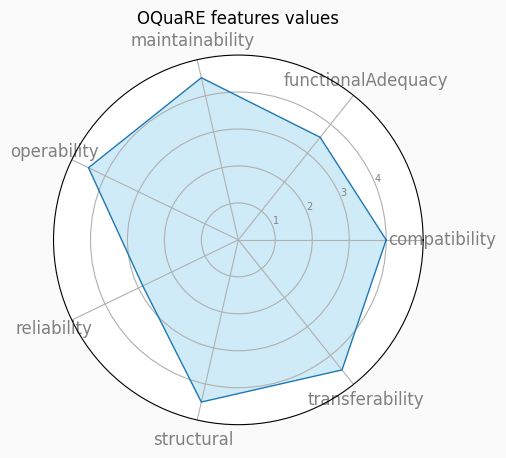 OQuaRE features values
maintainability
functionalAdequacy
operability
4
3
2
1
compatibility
reliability
transferability
structural